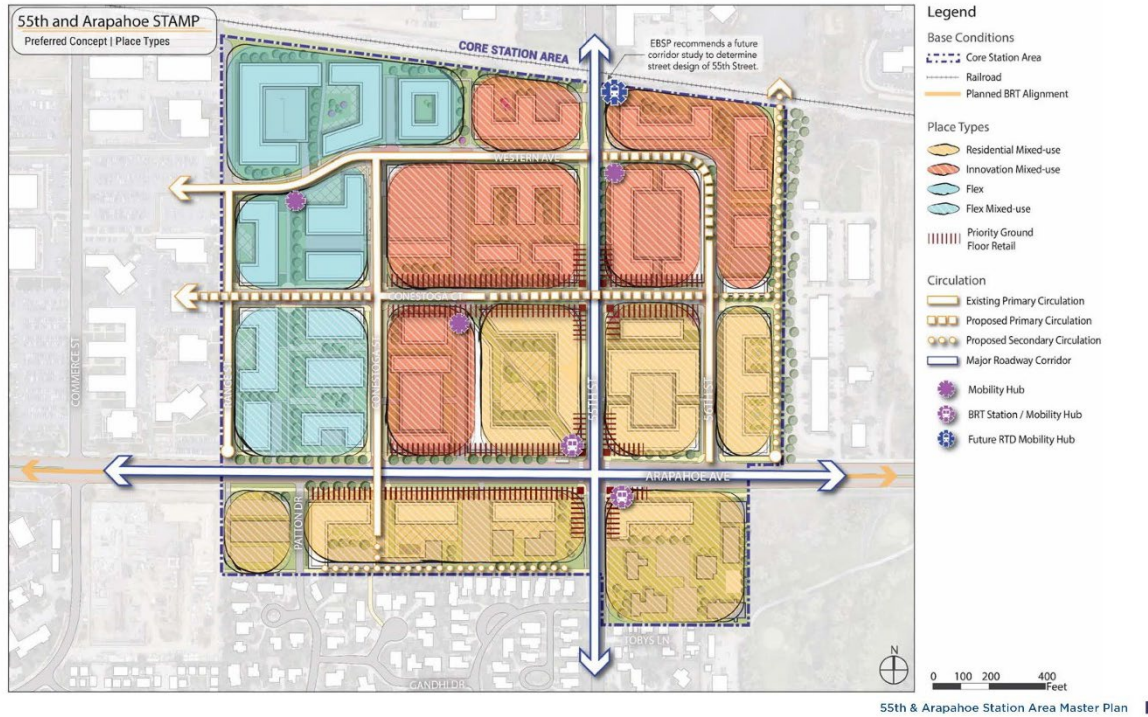 55th and Arapahoe STAMP
Preferred Concept | Place Types
CORE STATION AREA
EBSP recommends a future
corridor study to determine
street design of 55th Street.
WESTERN AVE
CONESTOGA CT
COMMERCE ST
RANGE ST
CONESTOGA ST
55TH ST
56TH ST
ARAPAHOE AVE
PATTON DR
TOBYS LN
GANDHI DR
N
Legend
Base Conditions
Core Station Area
Railroad
Planned BRT Alignment
Place Types
Residential Mixed-use
Innovation Mixed-use
Flex
Flex Mixed-use
Priority Ground
Floor Retail
Circulation
Existing Primary Circulation
Proposed Primary Circulation
Proposed Secondary Circulation
Major Roadway Corridor
Mobility Hub
BRT Station / Mobility Hub
Future RTD Mobility Hub
0 100 200 400
Feet
55th & Arapahoe Station Area Master Plan